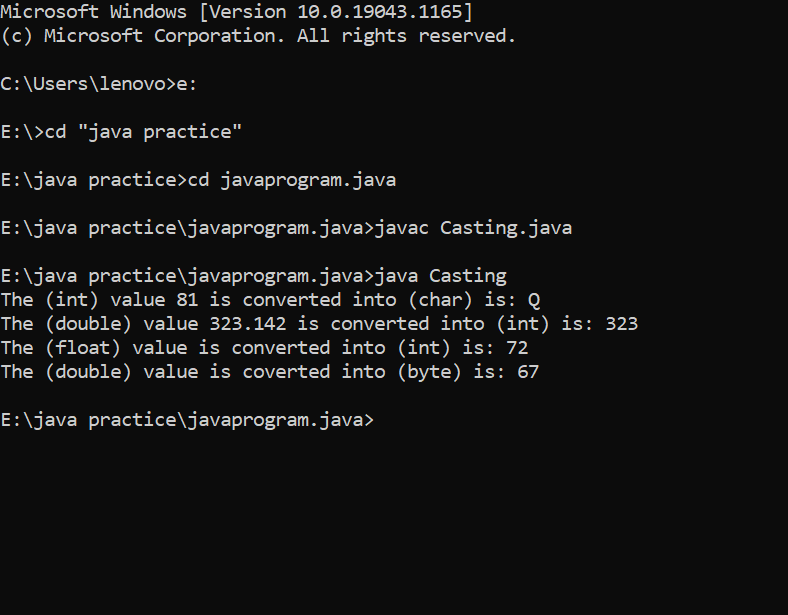 Microsoft Windows [Version 10.0.19043.1165]
(c) Microsoft Corporation. All rights reserved.
C:\Users\lenovo>e:
E:\>cd "java practice"
E:\java practice>cd javaprogram.java
E:\java practice\javaprogram.java>javac Casting.java
E:\java practice\javaprogram.java>java Casting
The (int) value 81 is converted into (char) is: Q
The (double) value 323.142 is converted into (int) is: 323
The (float) value is converted into (int) is: 72
The (double) value is coverted into (byte) is: 67
E:\java practice\javaprogram.java>